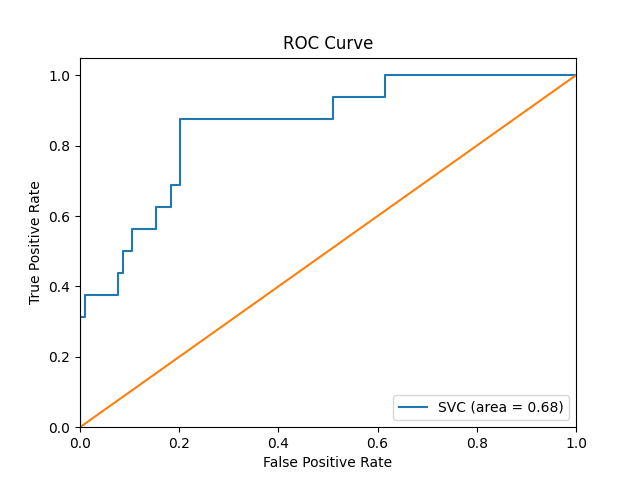 ROC Curve
True Positive Rate
1.0
0.8
0.6
0.4
0.2
0.0
0.0 0.2 0.4 0.6 0.8 1.0
False Positive Rate
SVC (area = 0.68)